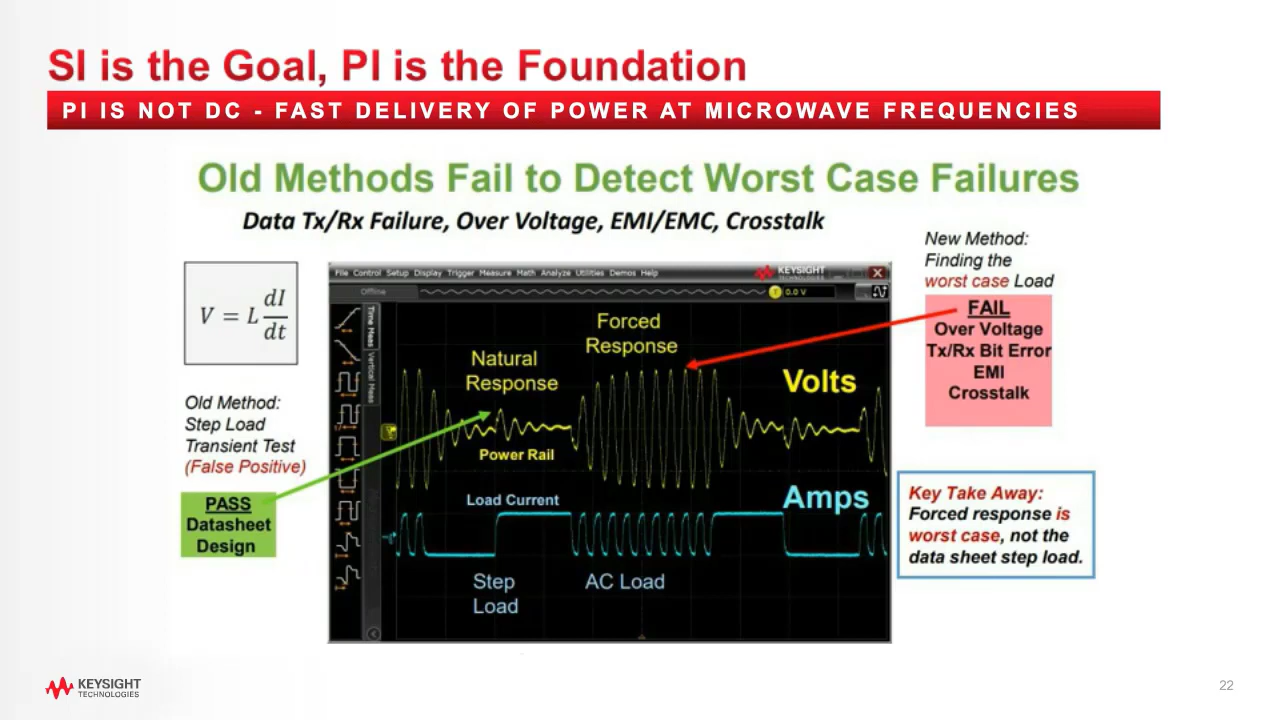 SI is the Goal, PI is the Foundation
PI IS NOT DC - FAST DELIVERY OF POWER AT MICROWAVE FREQUENCIES
Old Methods Fail to Detect Worst Case Failures
Data Tx/Rx Failure, Over Voltage, EMI/EMC, Crosstalk
V = L dI/dt
Old Method:
Step Load
Transient Test
(False Positive)
PASS
Datasheet
Design
File Control Setup Display Trigger Measure Math Analyze Utilities Demos Help
KEYSIGHT
TECHNOLOGIES
Offline
T 0.0 V
Time Meas
Vertical Meas
Natural
Response
Forced
Response
Volts
Power Rail
Load Current
Amps
Step
Load
AC Load
New Method:
Finding the
worst case Load
FAIL
Over Voltage
Tx/Rx Bit Error
EMI
Crosstalk
Key Take Away:
Forced response is
worst case, not the
data sheet step load.
KEYSIGHT
TECHNOLOGIES
22